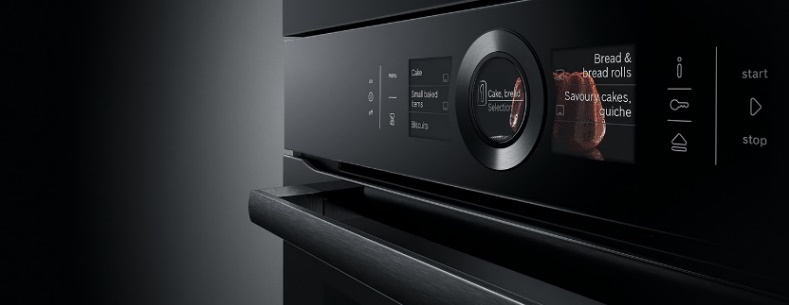 Cake
Small baked
items
Biscuits
Cake, bread
Selection
Bread &
bread rolls
Savoury cakes,
quiche
start
stop